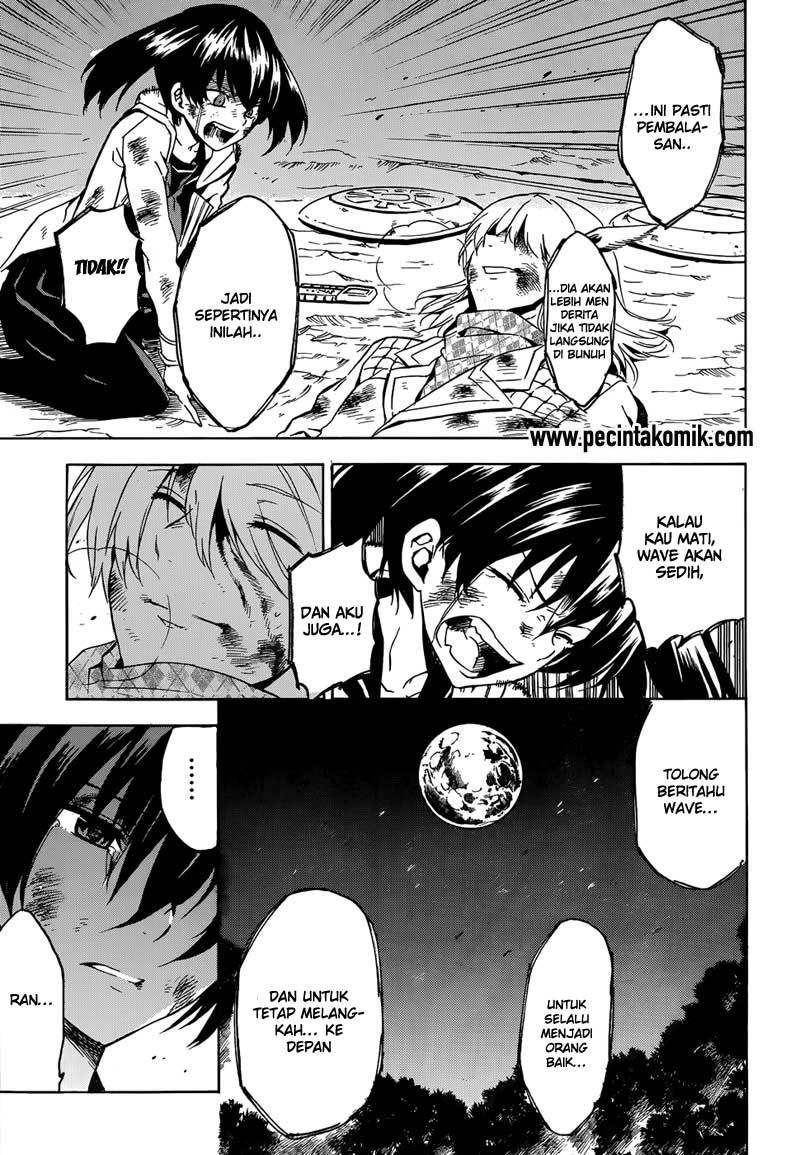 ...INI PASTI
PEMBALA-
SAN..
...DIA AKAN
LEBIH MEN
DERITA
JIKA TIDAK
LANGSUNG
DI BUNUH
JADI
SEPERTINYA
INILAH..
TIDAK!!
www.pecintakomik.com
KALAU
KAU MATI,
WAVE AKAN
SEDIH,
DAN AKU
JUGA...!
TOLONG
BERITAHU
WAVE...
UNTUK
SELALU
MENJADI
ORANG
BAIK...
DAN UNTUK
TETAP MELANG-
KAH... KE
DEPAN
.......
RAN...